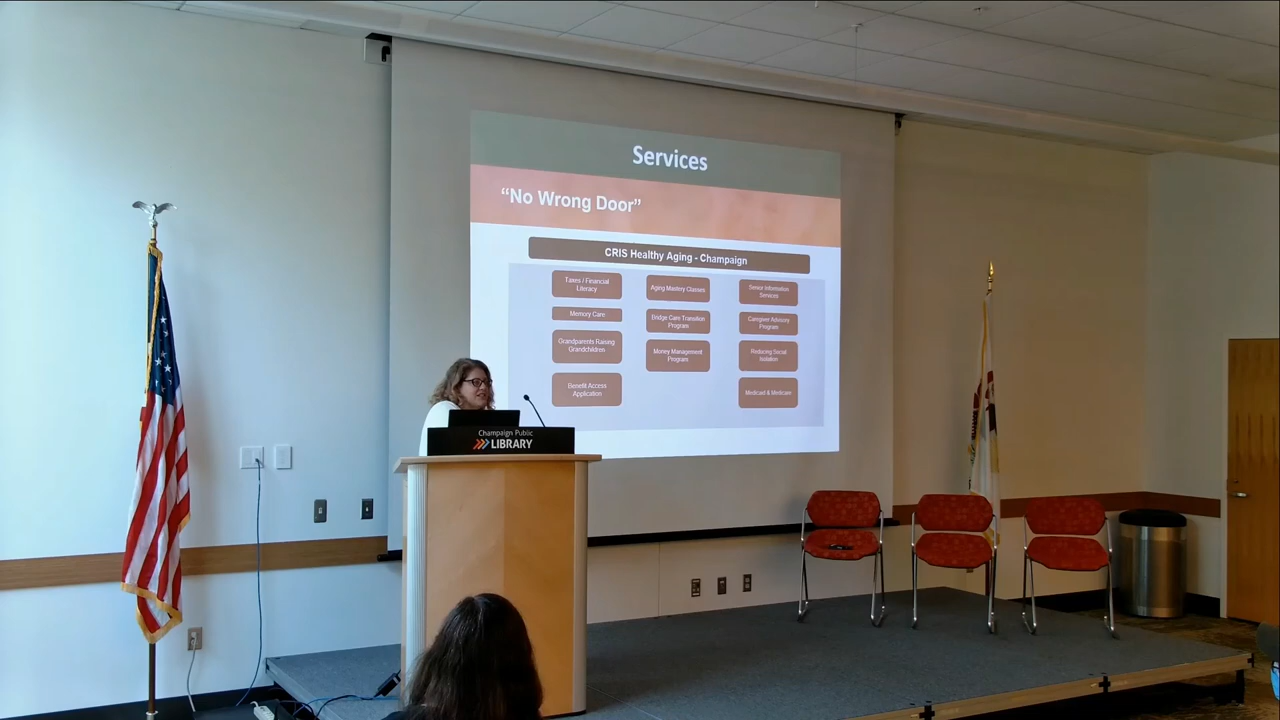 Services
“No Wrong Door”
CRIS Healthy Aging - Champaign
Taxes / Financial
Literacy
Aging Mastery Classes
Senior Information
Services
Memory Care
Bridge Care Transition
Program
Caregiver Advisory
Program
Grandparents Raising
Grandchildren
Money Management
Program
Reducing Social
Isolation
Benefit Access
Application
Medicaid & Medicare
Champaign Public
LIBRARY